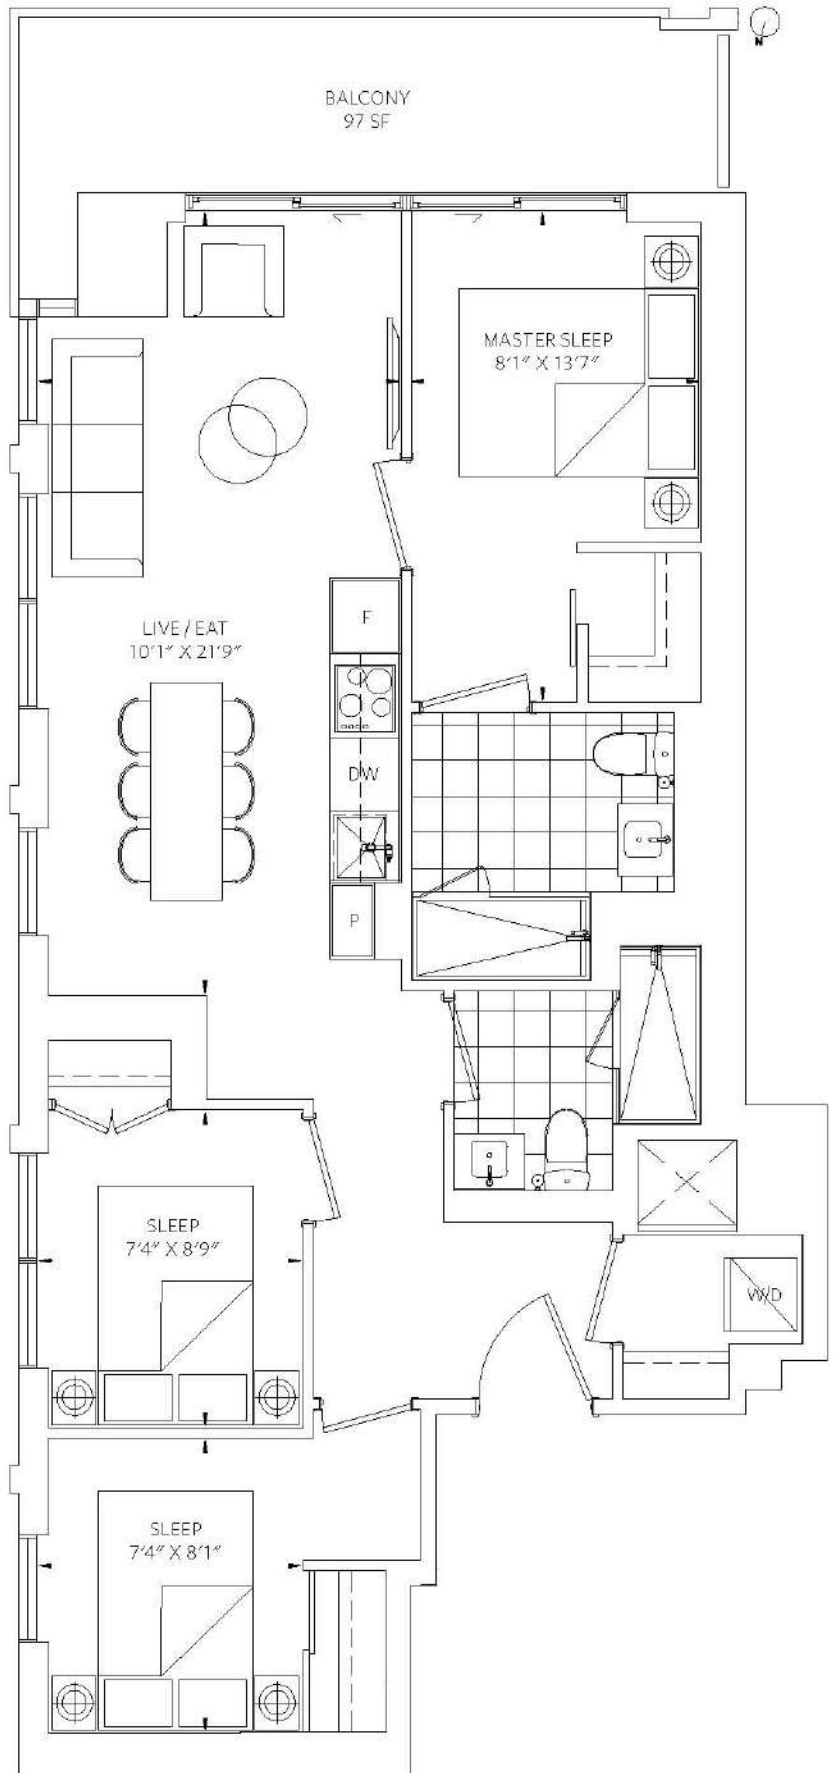 N
BALCONY
97 SF
MASTER SLEEP
8'1" X 13'7"
LIVE / EAT
10'1" X 21'9"
F
DW
P
SLEEP
7'4" X 8'9"
W/D
SLEEP
7'4" X 8'1"